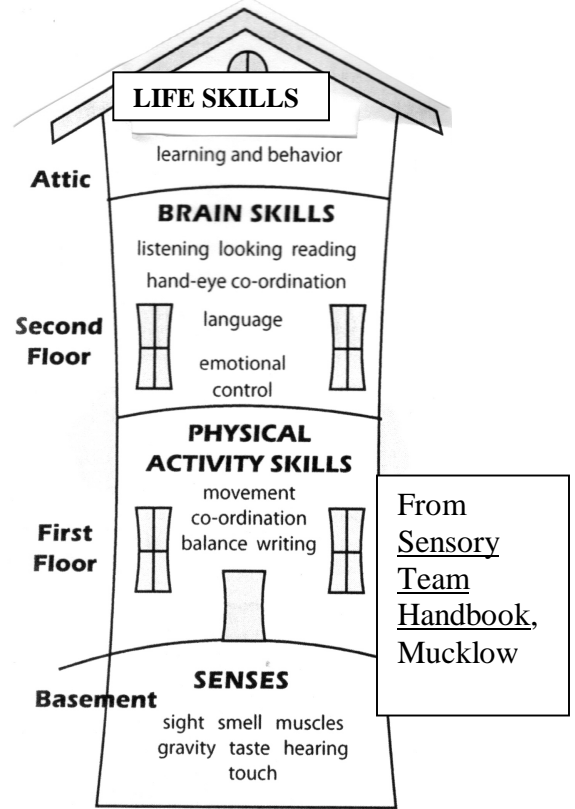 LIFE SKILLS
learning and behavior
Attic
BRAIN SKILLS
listening looking reading
hand-eye co-ordination
language
Second
Floor
emotional
control
PHYSICAL
ACTIVITY SKILLS
movement
co-ordination
balance writing
First
Floor
From
Sensory
Team
Handbook,
Mucklow
SENSES
Basement
sight smell muscles
gravity taste hearing
touch